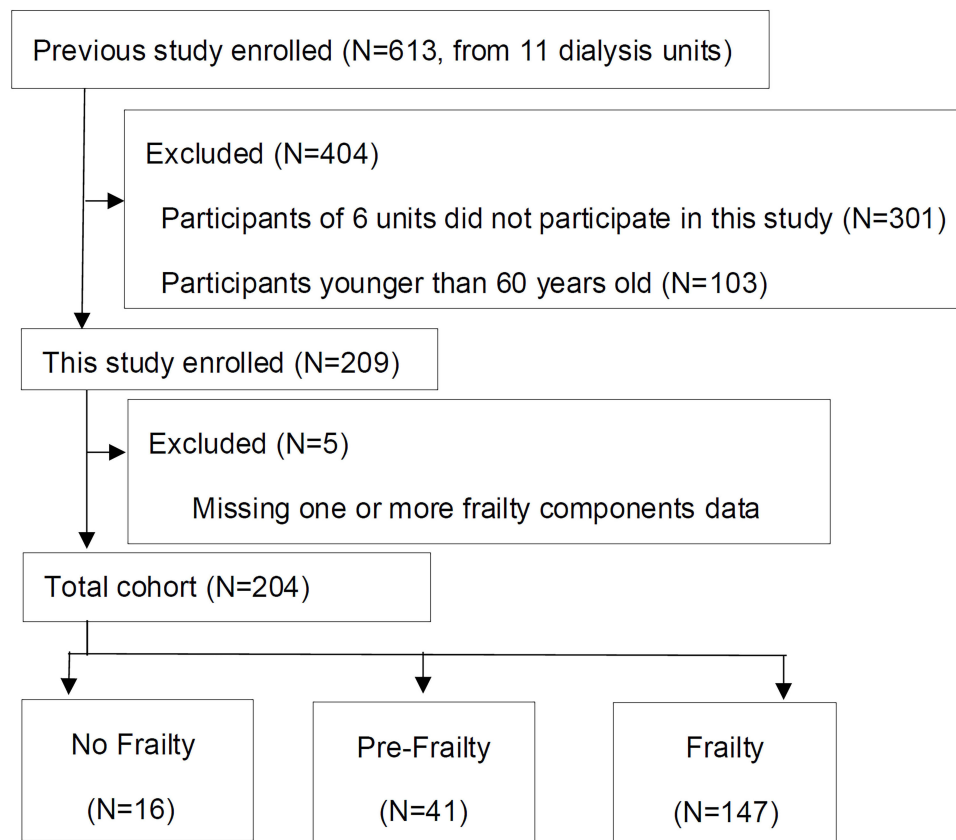 Previous study enrolled (N=613, from 11 dialysis units)
Excluded (N=404)
Participants of 6 units did not participate in this study (N=301)
Participants younger than 60 years old (N=103)
This study enrolled (N=209)
Excluded (N=5)
Missing one or more frailty components data
Total cohort (N=204)
No Frailty
(N=16)
Pre-Frailty
(N=41)
Frailty
(N=147)